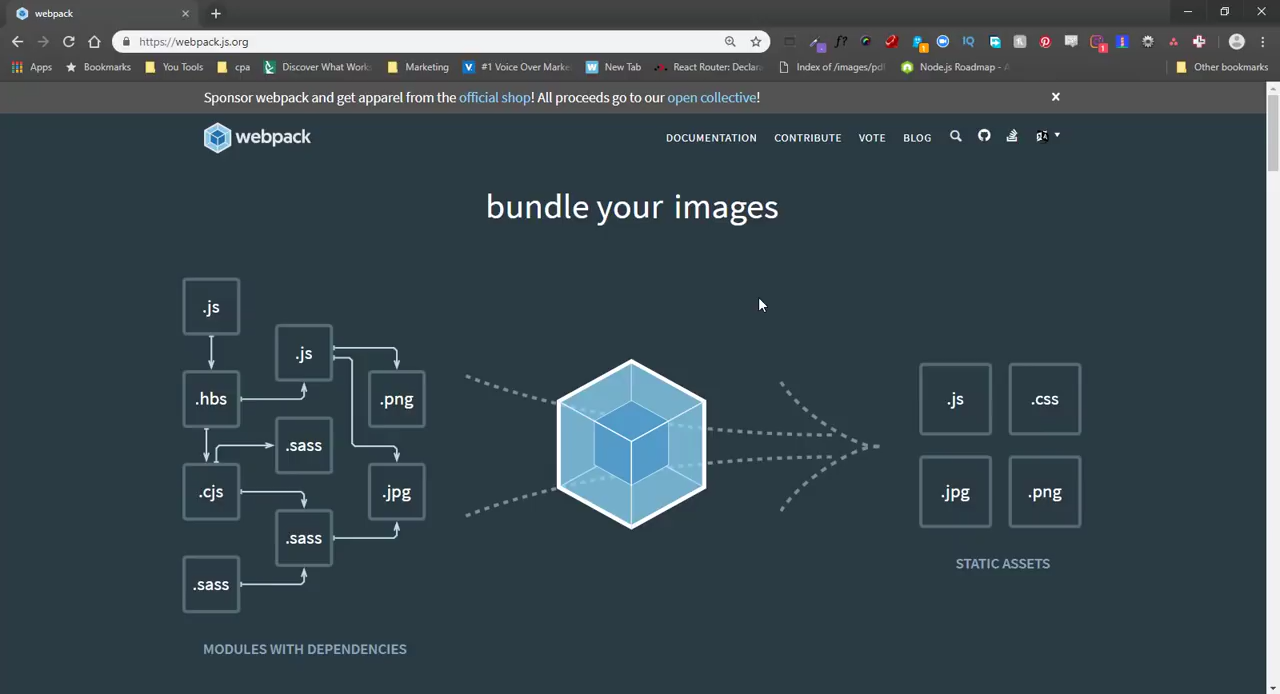 webpack
https://webpack.js.org
Apps
Bookmarks
You Tools
cpa
Discover What Work
Marketing
#1 Voice Over Marke
New Tab
React Router: Declar
Index of /images/pdf
Node.js Roadmap - A
Other bookmarks
Sponsor webpack and get apparel from the official shop! All proceeds go to our open collective!
webpack
DOCUMENTATION
CONTRIBUTE
VOTE
BLOG
bundle your images
.js
.js
.hbs
.png
.sass
.cjs
.jpg
.sass
.sass
MODULES WITH DEPENDENCIES
.js
.css
.jpg
.png
STATIC ASSETS